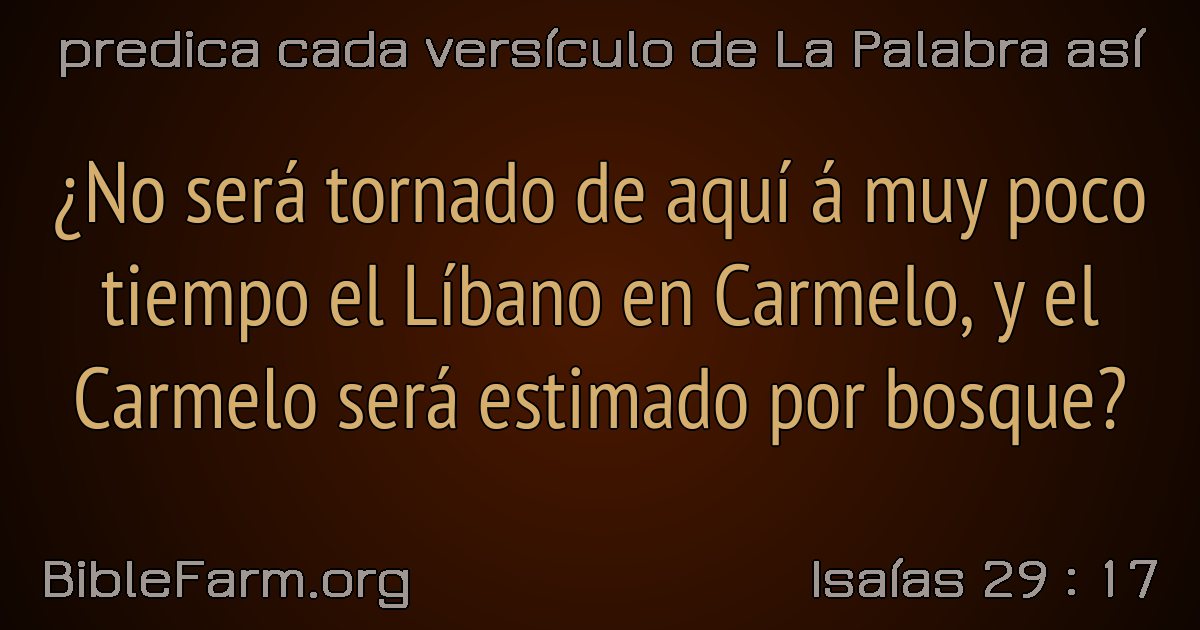 predica cada versículo de La Palabra así
¿No será tornado de aquí á muy poco
tiempo el Líbano en Carmelo, y el
Carmelo será estimado por bosque?
BibleFarm.org
Isaías 29 : 17